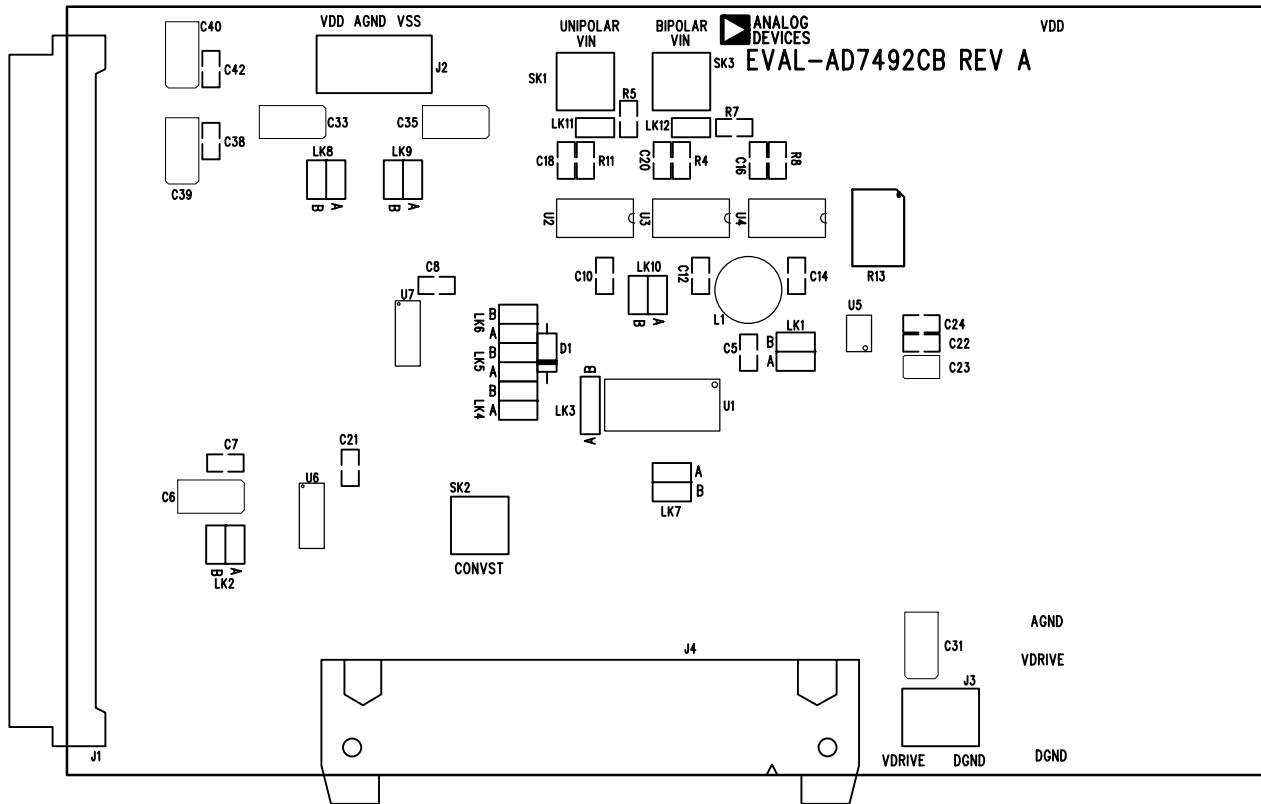 C40
VDD AGND VSS
UNIPOLAR
VIN
BIPOLAR
VIN
ANALOG
DEVICES
VDD
EVAL-AD7492CB REV A
C42
J2
SK1
SK3
R5
C33
C35
LK11
LK12
R7
C38
C39
LK8
B A
LK9
B A
C18
R11
C20
R4
C16
R8
U2
U3
U4
R13
C8
U7
C10
LK10
B A
C12
L1
C14
U5
C24
C22
C23
LK6
B
A
LK5
B
A
LK4
B
A
D1
C5
LK1
B
A
B
LK3
A
U1
C7
C21
C6
U6
SK2
A
B
LK7
B A
LK2
CONVST
AGND
C31
VDRIVE
J4
J3
J1
VDRIVE
DGND
DGND